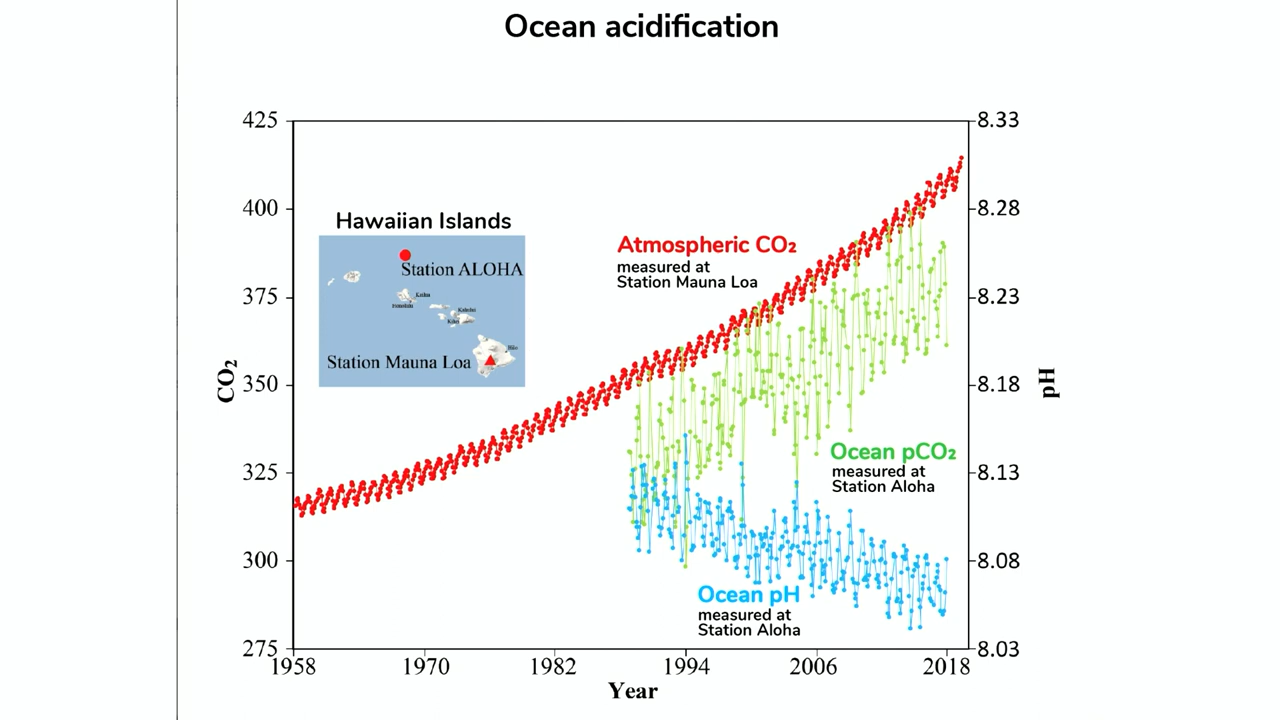 Ocean acidification
425
400
375
350
325
300
275
CO₂
8.33
8.28
8.23
8.18
8.13
8.08
8.03
pH
Hawaiian Islands
Station ALOHA
Station Mauna Loa
Atmospheric CO₂
measured at
Station Mauna Loa
Ocean pCO₂
measured at
Station Aloha
Ocean pH
measured at
Station Aloha
1958 1970 1982 1994 2006 2018
Year